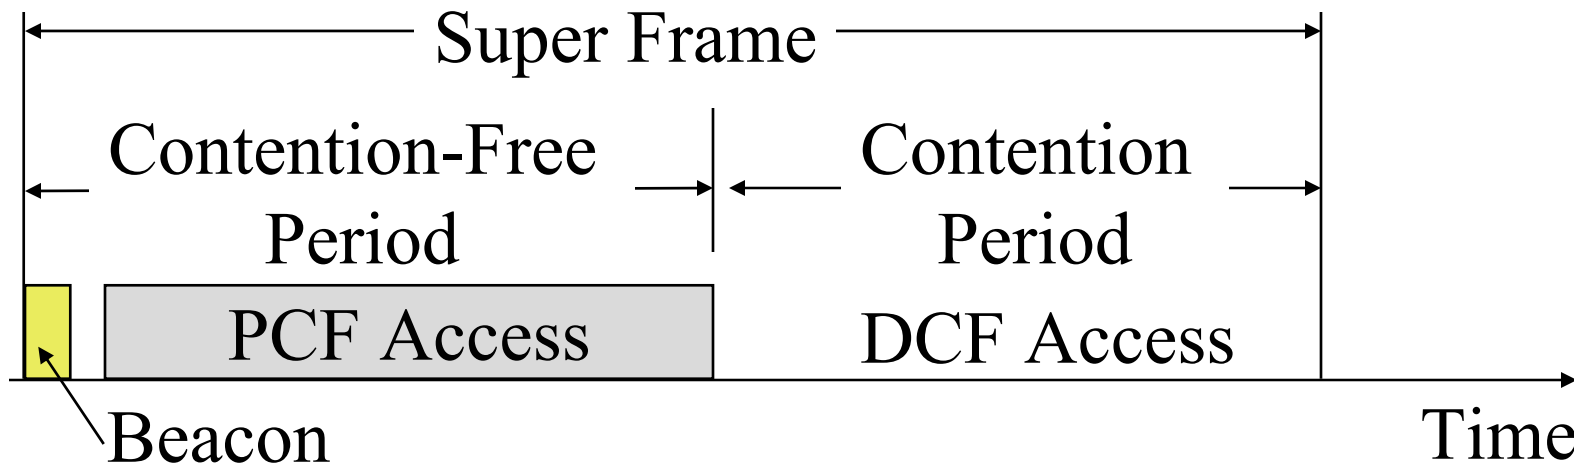 Super Frame
Contention-Free
Period
Contention
Period
PCF Access
DCF Access
Beacon
Time